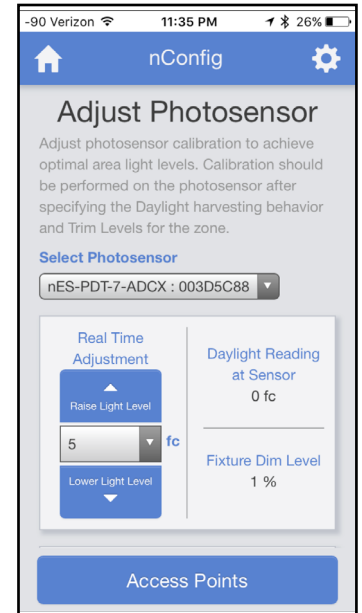 -90 Verizon 11:35 PM 26%
nConfig
Adjust Photosensor
Adjust photosensor calibration to achieve
optimal area light levels. Calibration should
be performed on the photosensor after
specifying the Daylight harvesting behavior
and Trim Levels for the zone.
Select Photosensor
nES-PDT-7-ADCX : 003D5C88
Real Time
Adjustment
Raise Light Level
5 fc
Lower Light Level
Daylight Reading
at Sensor
0 fc
Fixture Dim Level
1 %
Access Points